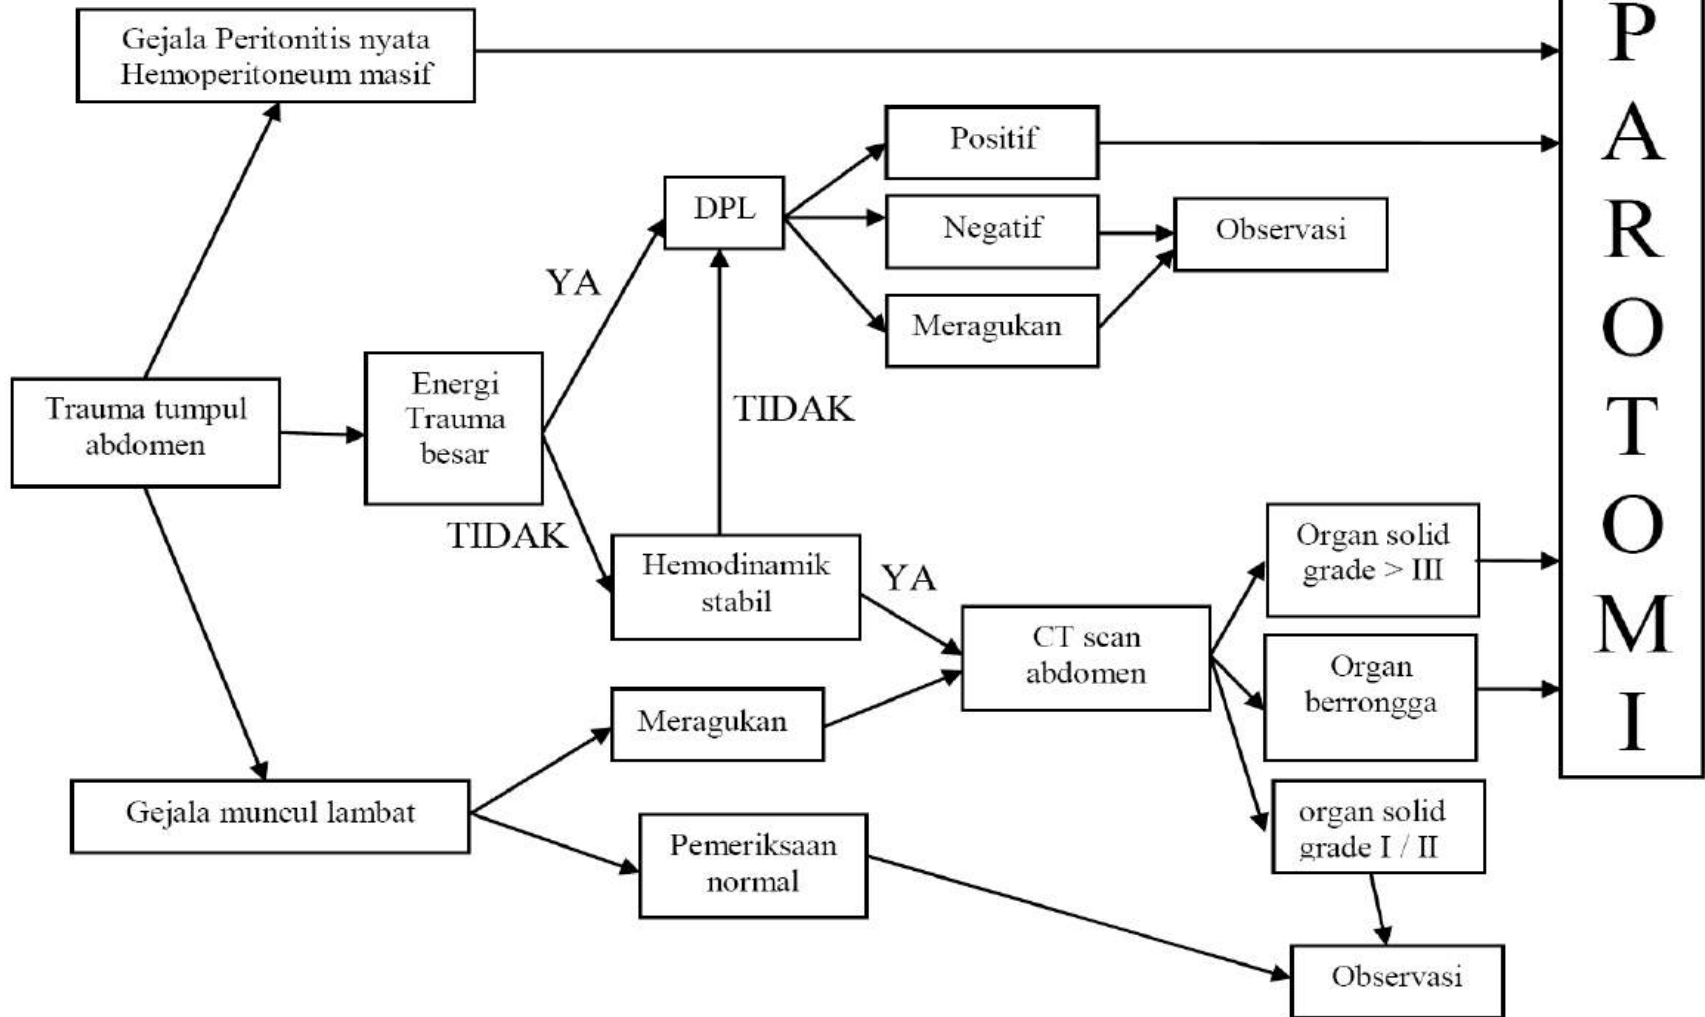 Gejala Peritonitis nyata
Hemoperitoneum masif
Positif
DPL
Negatif
Observasi
YA
Meragukan
Energi
Trauma
besar
Trauma tumpul
abdomen
TIDAK
TIDAK
Hemodinamik
stabil
YA
Organ solid
grade > III
CT scan
abdomen
Organ
berrongga
Meragukan
Gejala muncul lambat
organ solid
grade I / II
Pemeriksaan
normal
Observasi
P
A
R
O
T
O
M
I